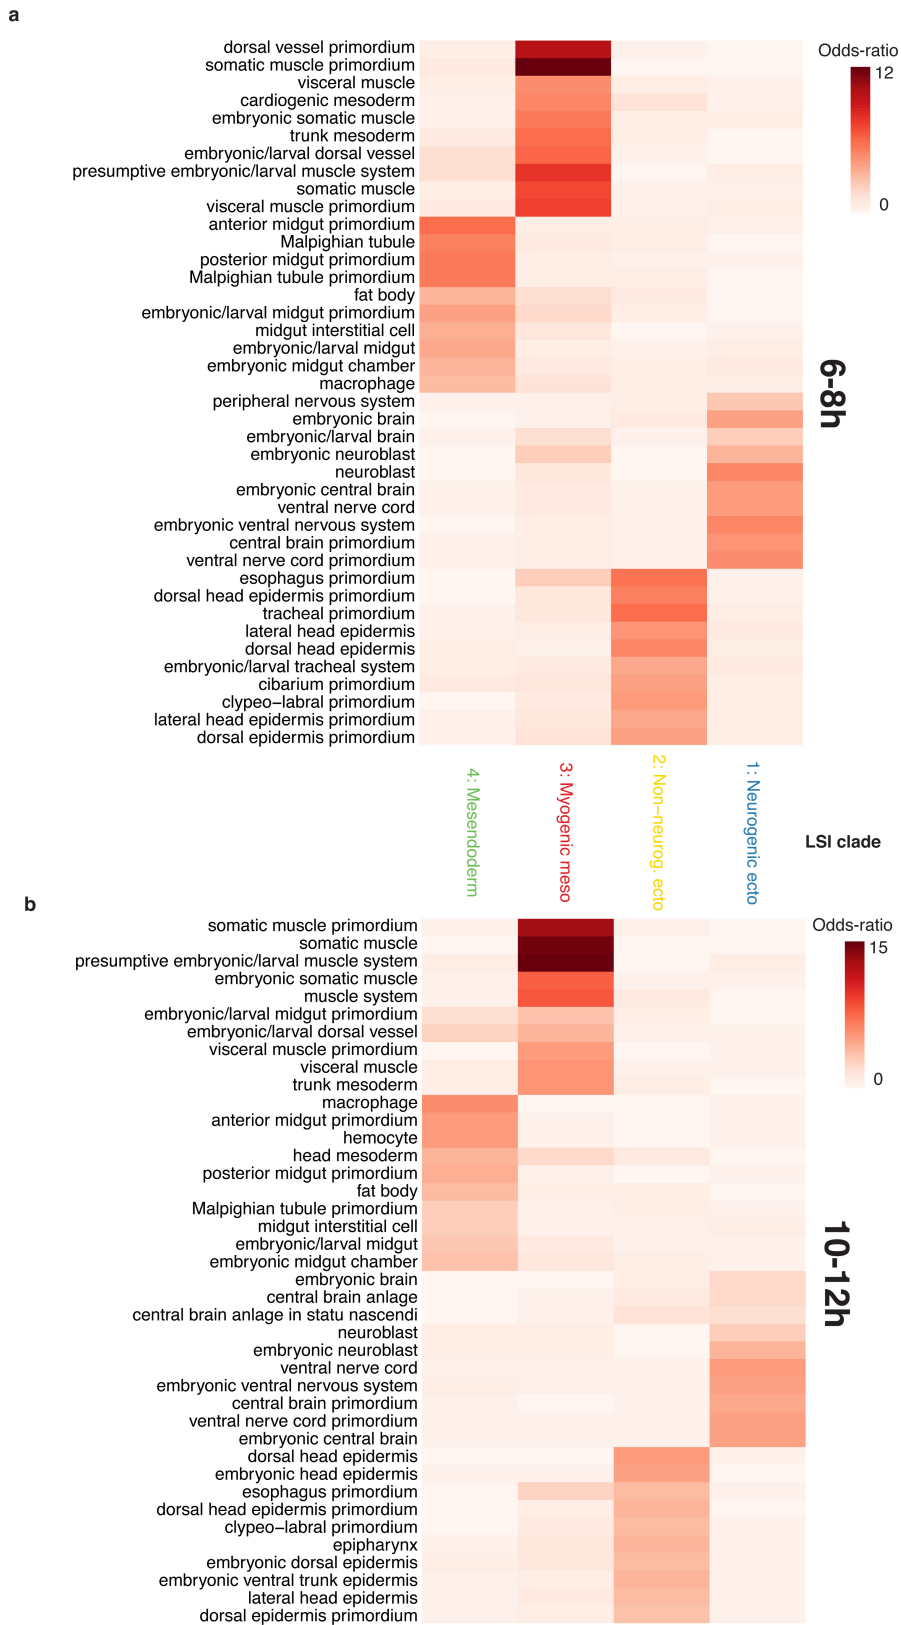 a
Odds-ratio
12
0
dorsal vessel primordium
somatic muscle primordium
visceral muscle
cardiogenic mesoderm
embryonic somatic muscle
trunk mesoderm
embryonic/larval dorsal vessel
presumptive embryonic/larval muscle system
somatic muscle
visceral muscle primordium
anterior midgut primordium
Malpighian tubule
posterior midgut primordium
Malpighian tubule primordium
fat body
embryonic/larval midgut primordium
midgut interstitial cell
embryonic/larval midgut
embryonic midgut chamber
macrophage
peripheral nervous system
embryonic brain
embryonic/larval brain
embryonic neuroblast
neuroblast
embryonic central brain
ventral nerve cord
embryonic ventral nervous system
central brain primordium
ventral nerve cord primordium
esophagus primordium
dorsal head epidermis primordium
tracheal primordium
lateral head epidermis
dorsal head epidermis
embryonic/larval tracheal system
cibarium primordium
clypeo−labral primordium
lateral head epidermis primordium
dorsal epidermis primordium
6-8h
4: Mesendoderm
3: Myogenic meso
2: Non−neurog. ecto
1: Neurogenic ecto
LSI clade
b
Odds-ratio
15
0
somatic muscle primordium
somatic muscle
presumptive embryonic/larval muscle system
embryonic somatic muscle
muscle system
embryonic/larval midgut primordium
embryonic/larval dorsal vessel
visceral muscle primordium
visceral muscle
trunk mesoderm
macrophage
anterior midgut primordium
hemocyte
head mesoderm
posterior midgut primordium
fat body
Malpighian tubule primordium
midgut interstitial cell
embryonic/larval midgut
embryonic midgut chamber
embryonic brain
central brain anlage
central brain anlage in statu nascendi
neuroblast
embryonic neuroblast
ventral nerve cord
embryonic ventral nervous system
central brain primordium
ventral nerve cord primordium
embryonic central brain
dorsal head epidermis
embryonic head epidermis
esophagus primordium
dorsal head epidermis primordium
clypeo−labral primordium
epipharynx
embryonic dorsal epidermis
embryonic ventral trunk epidermis
lateral head epidermis
dorsal epidermis primordium
10-12h